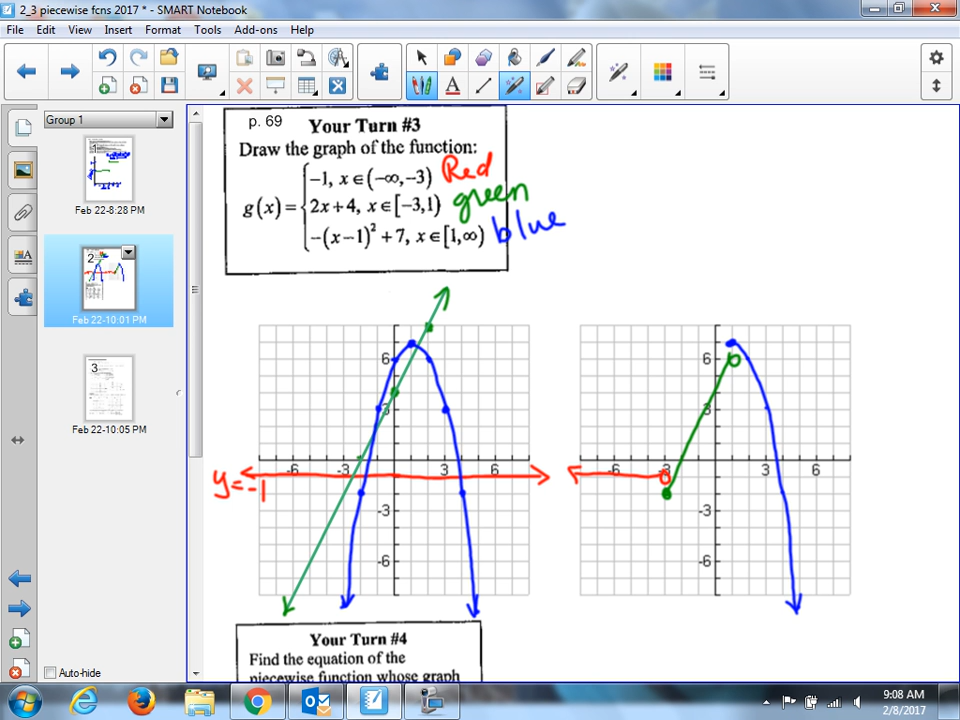 2_3 piecewise fcns 2017 * - SMART Notebook
File Edit View Insert Format Tools Add-ons Help
Group 1
1
Feb 22-8:28 PM
2
Feb 22-10:01 PM
3
Feb 22-10:05 PM
Auto-hide
p. 69 Your Turn #3
Draw the graph of the function:
-1, x ∈ (-∞, -3) Red
g(x) = { 2x + 4, x ∈ [-3, 1) green
-(x-1)² + 7, x ∈ [1, ∞) blue
6 6
3 3
-6 -3 3 6 -6 -3 3 6
y = -1
-3 -3
-6 -6
Your Turn #4
Find the equation of the
piecewise function whose graph
9:08 AM
2/8/2017